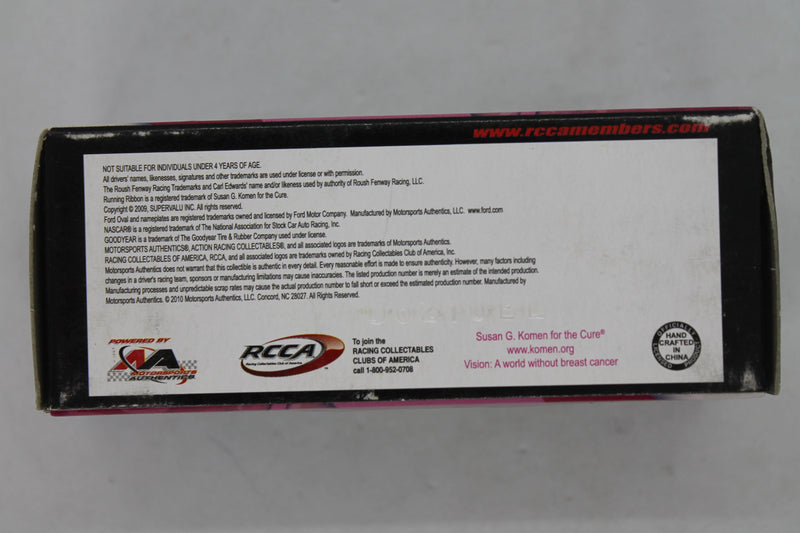 www.rccamembers.com
NOT SUITABLE FOR INDIVIDUALS UNDER 4 YEARS OF AGE.
All drivers' names, likenesses, signatures and other trademarks are used under license or with permission.
The Roush Fenway Racing Trademarks and Carl Edwards' name and/or likeness used by authority of Roush Fenway Racing, LLC.
Running Ribbon is a registered trademark of Susan G. Komen for the Cure.
Copyright © 2009, SUPERVALU INC. All rights reserved.
Ford Oval and nameplates are registered trademarks owned and licensed by Ford Motor Company. Manufactured by Motorsports Authentics, LLC. www.ford.com
NASCAR® is a registered trademark of The National Association for Stock Car Auto Racing, Inc.
GOODYEAR is a trademark of The Goodyear Tire & Rubber Company used under license.
MOTORSPORTS AUTHENTICS®, ACTION RACING COLLECTABLES®, and all associated logos are trademarks of Motorsports Authentics.
RACING COLLECTABLES OF AMERICA, RCCA, and all associated logos are trademarks owned by Racing Collectables Club of America, Inc.
Motorsports Authentics does not warrant that this collectible is authentic in every detail. Every reasonable effort is made to ensure authenticity. However, many factors including
changes in a driver's racing team, sponsors or manufacturing limitations may cause inaccuracies. The listed production number is merely an estimate of the intended production.
Manufacturing processes and unpredictable scrap rates may cause the actual production number to fall short or exceed the estimated production number. Manufactured by
Motorsports Authentics. © 2010 Motorsports Authentics, LLC. Concord, NC 28027. All Rights Reserved.
POWERED BY
MOTORSPORTS
AUTHENTICS
RCCA
Racing Collectables Club of America
To join the
RACING COLLECTABLES
CLUBS OF AMERICA
call 1-800-952-0708
Susan G. Komen for the Cure®
www.komen.org
Vision: A world without breast cancer
OFFICIALLY
HAND
CRAFTED
IN
CHINA